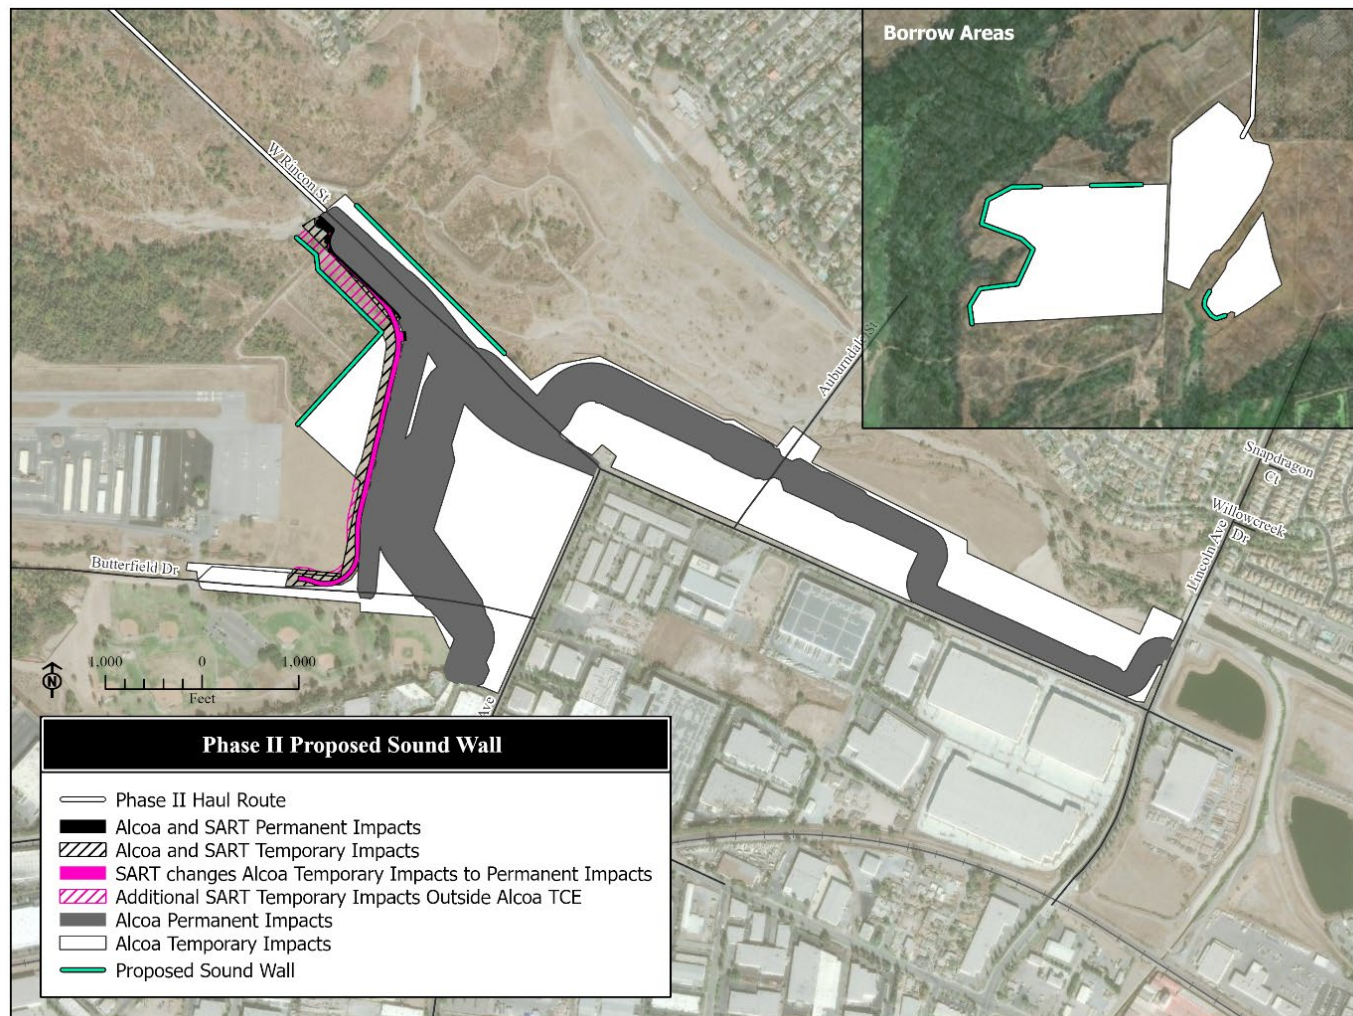 Borrow Areas
W Rincon St
Auburndale St
Snapdragon
Ct
Willowcreek
Dr
Lincoln Ave
Butterfield Dr
1,000 0 1,000
Feet
N
Ave
Phase II Proposed Sound Wall
Phase II Haul Route
Alcoa and SART Permanent Impacts
Alcoa and SART Temporary Impacts
SART changes Alcoa Temporary Impacts to Permanent Impacts
Additional SART Temporary Impacts Outside Alcoa TCE
Alcoa Permanent Impacts
Alcoa Temporary Impacts
Proposed Sound Wall